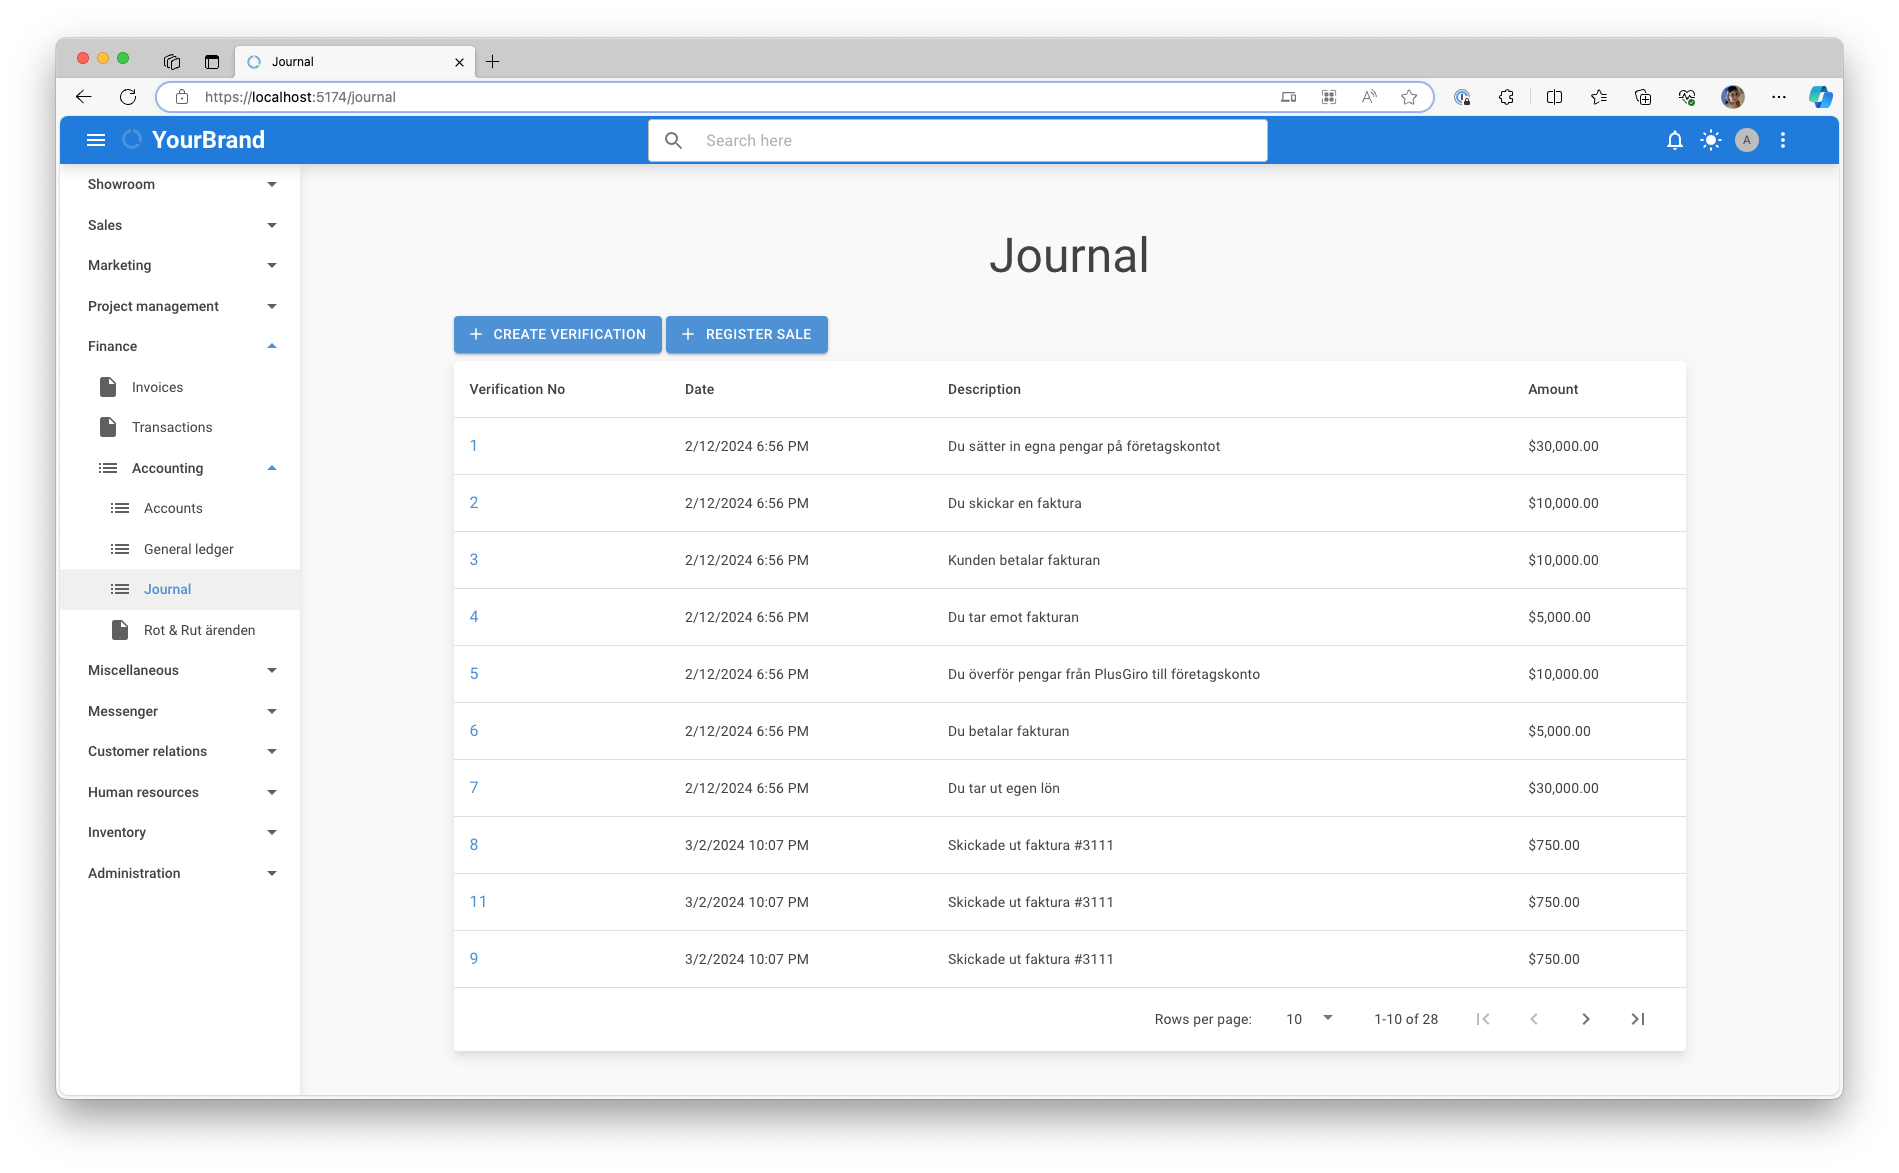 Journal
https://localhost:5174/journal
YourBrand
Search here
A
Showroom
Sales
Marketing
Project management
Finance
Invoices
Transactions
Accounting
Accounts
General ledger
Journal
Rot & Rut ärenden
Miscellaneous
Messenger
Customer relations
Human resources
Inventory
Administration
Journal
CREATE VERIFICATION REGISTER SALE
Verification No Date Description Amount
1 2/12/2024 6:56 PM Du sätter in egna pengar på företagskontot $30,000.00
2 2/12/2024 6:56 PM Du skickar en faktura $10,000.00
3 2/12/2024 6:56 PM Kunden betalar fakturan $10,000.00
4 2/12/2024 6:56 PM Du tar emot fakturan $5,000.00
5 2/12/2024 6:56 PM Du överför pengar från PlusGiro till företagskonto $10,000.00
6 2/12/2024 6:56 PM Du betalar fakturan $5,000.00
7 2/12/2024 6:56 PM Du tar ut egen lön $30,000.00
8 3/2/2024 10:07 PM Skickade ut faktura #3111 $750.00
11 3/2/2024 10:07 PM Skickade ut faktura #3111 $750.00
9 3/2/2024 10:07 PM Skickade ut faktura #3111 $750.00
Rows per page: 10 1-10 of 28